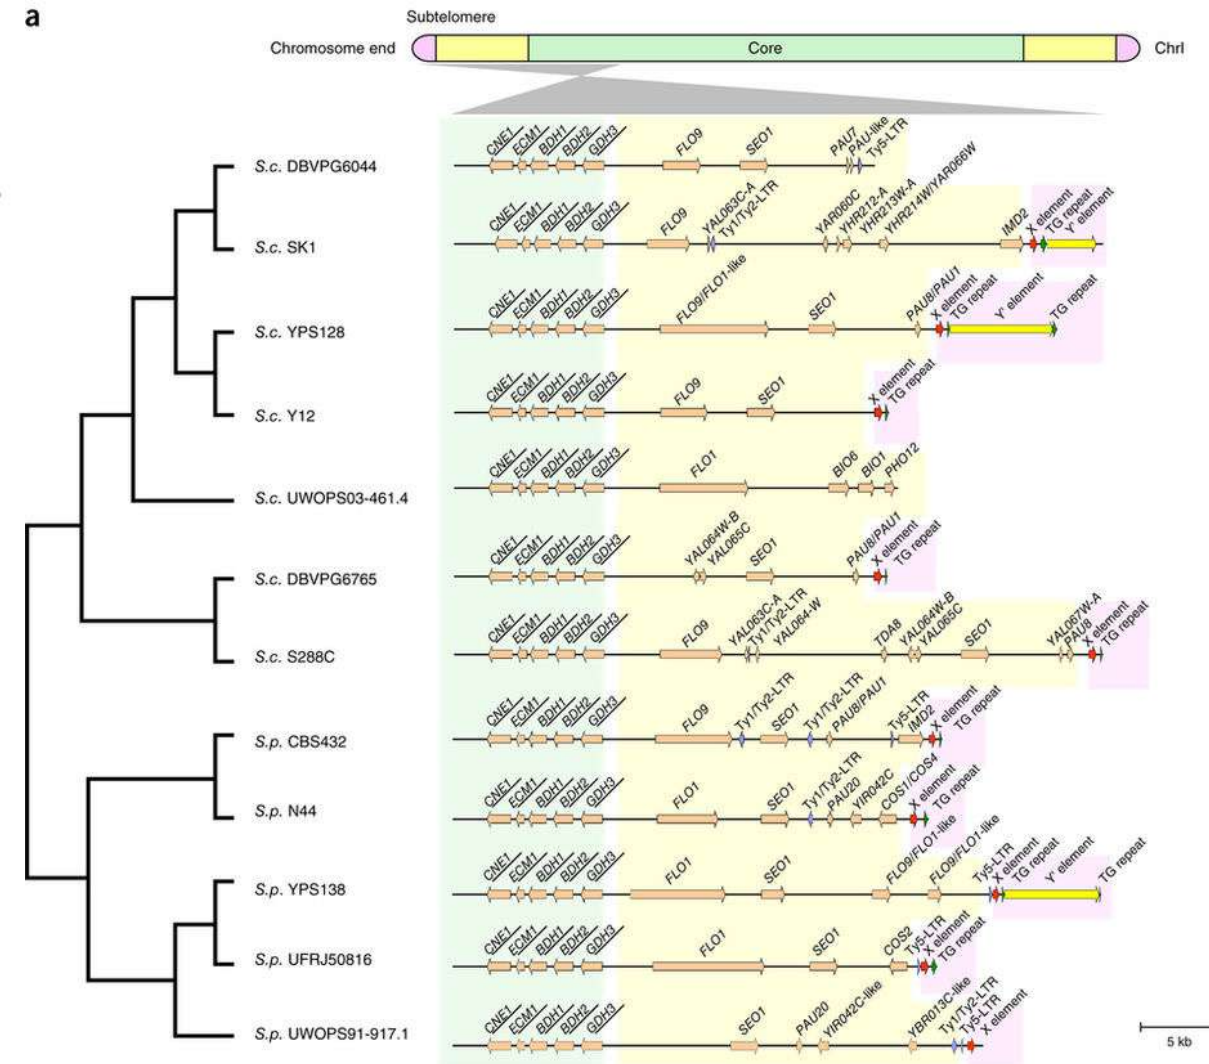 a
Subtelomere
Chromosome end Core ChrI
S.c. DBVPG6044 CNE1 ECM1 BDH1 BDH2 GDH3 FLO9 SEO1 PAU7 PAU-like Ty5-LTR
S.c. SK1 CNE1 ECM1 BDH1 BDH2 GDH3 FLO9 YAL063C-A Ty1/Ty2-LTR YAR060C YHR212-A YHR213W-A YHR214W/YAR066W IMD2 X element TG repeat Y' element
S.c. YPS128 CNE1 ECM1 BDH1 BDH2 GDH3 FLO9/FLO1-like SEO1 PAU8/PAU1 X element TG repeat Y' element TG repeat
S.c. Y12 CNE1 ECM1 BDH1 BDH2 GDH3 FLO9 SEO1 X element TG repeat
S.c. UWOPS03-461.4 CNE1 ECM1 BDH1 BDH2 GDH3 FLO1 BIO6 BIO1 PHO12
S.c. DBVPG6765 CNE1 ECM1 BDH1 BDH2 GDH3 YAL064W-B YAL065C SEO1 PAU8/PAU1 X element TG repeat
S.c. S288C CNE1 ECM1 BDH1 BDH2 GDH3 FLO9 YAL063C-A Ty1/Ty2-LTR YAL064-W TDA8 YAL064W-B YAL065C SEO1 YAL067W-A PAU8 X element TG repeat
S.p. CBS432 CNE1 ECM1 BDH1 BDH2 GDH3 FLO9 Ty1/Ty2-LTR SEO1 Ty1/Ty2-LTR PAU8/PAU1 Ty5-LTR IMD2 X element TG repeat
S.p. N44 CNE1 ECM1 BDH1 BDH2 GDH3 FLO1 SEO1 Ty1/Ty2-LTR PAU20 YIR042C COS1/COS4 X element TG repeat
S.p. YPS138 CNE1 ECM1 BDH1 BDH2 GDH3 FLO1 SEO1 FLO9/FLO1-like FLO9/FLO1-like Ty5-LTR X element TG repeat Y' element TG repeat
S.p. UFRJ50816 CNE1 ECM1 BDH1 BDH2 GDH3 FLO1 SEO1 COS2 Ty5-LTR X element TG repeat
S.p. UWOPS91-917.1 CNE1 ECM1 BDH1 BDH2 GDH3 SEO1 PAU20 YIR042C-like YBR013C-like Ty1/Ty2-LTR Ty5-LTR X element
5 kb